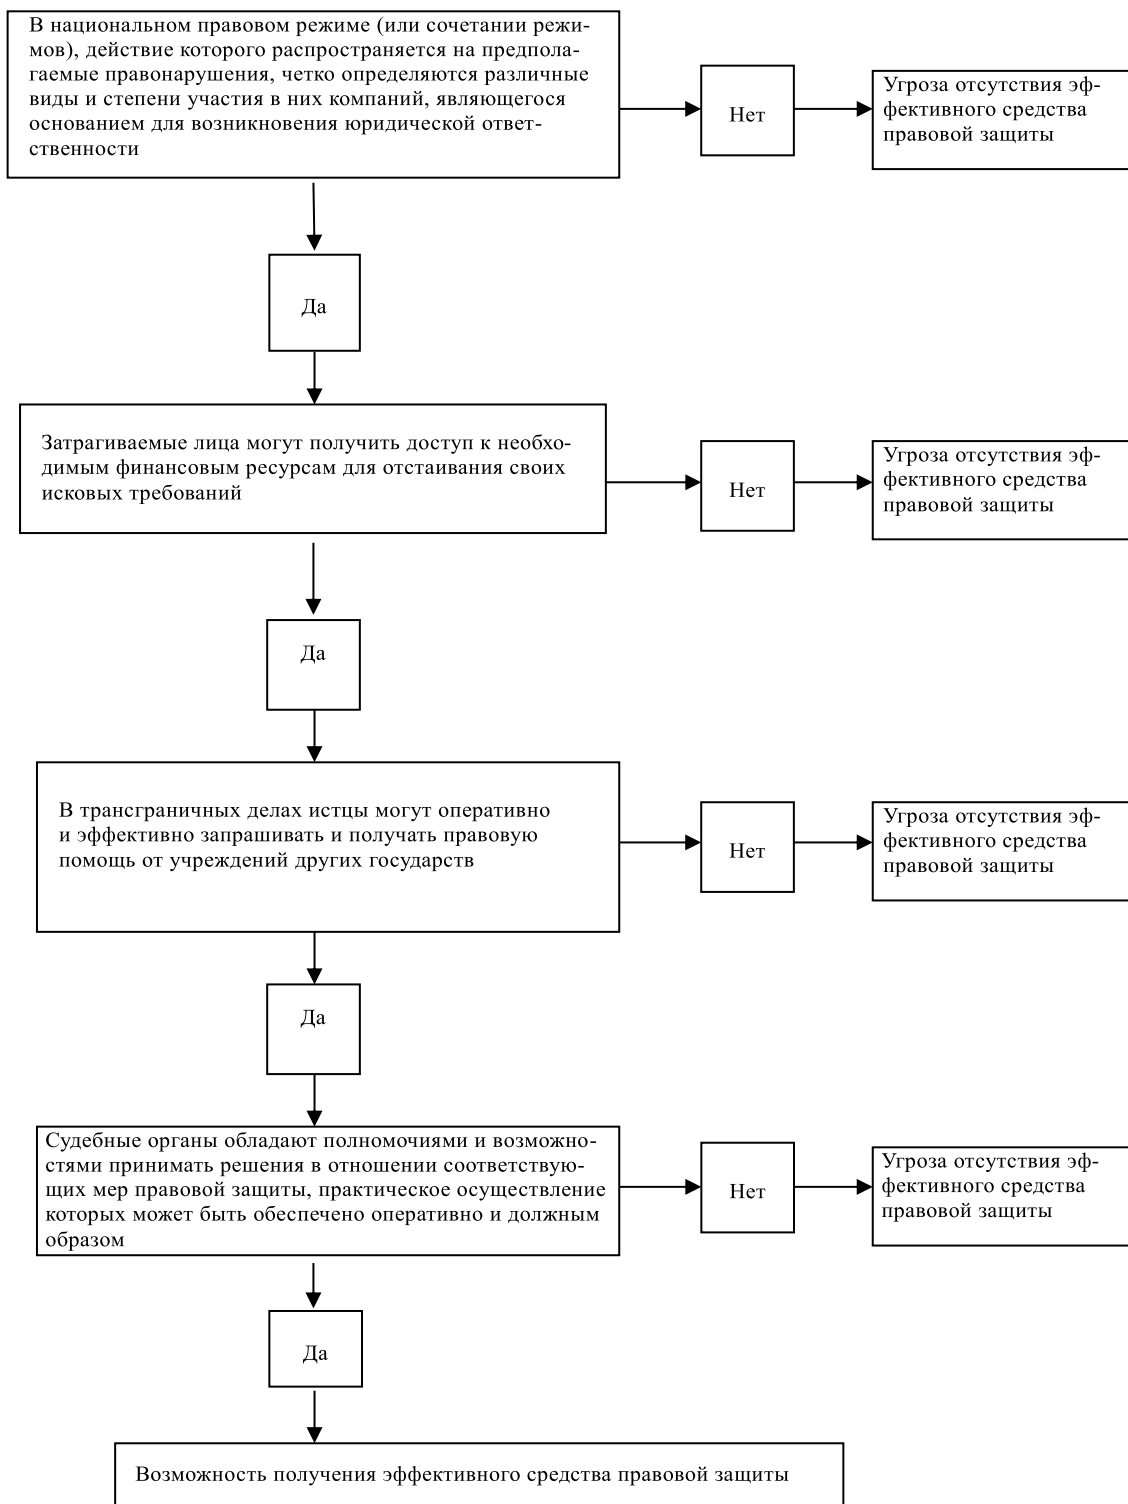 В национальном правовом режиме (или сочетании режи-
мов), действие которого распространяется на предпола-
гаемые правонарушения, четко определяются различные
виды и степени участия в них компаний, являющегося
основанием для возникновения юридической ответ-
ственности
Нет
Угроза отсутствия эф-
фективного средства
правовой защиты
Да
Затрагиваемые лица могут получить доступ к необхо-
димым финансовым ресурсам для отстаивания своих
исковых требований
Нет
Угроза отсутствия эф-
фективного средства
правовой защиты
Да
В трансграничных делах истцы могут оперативно
и эффективно запрашивать и получать правовую
помощь от учреждений других государств
Нет
Угроза отсутствия эф-
фективного средства
правовой защиты
Да
Судебные органы обладают полномочиями и возможно-
стями принимать решения в отношении соответствую-
щих мер правовой защиты, практическое осуществление
которых может быть обеспечено оперативно и должным
образом
Нет
Угроза отсутствия эф-
фективного средства
правовой защиты
Да
Возможность получения эффективного средства правовой защиты